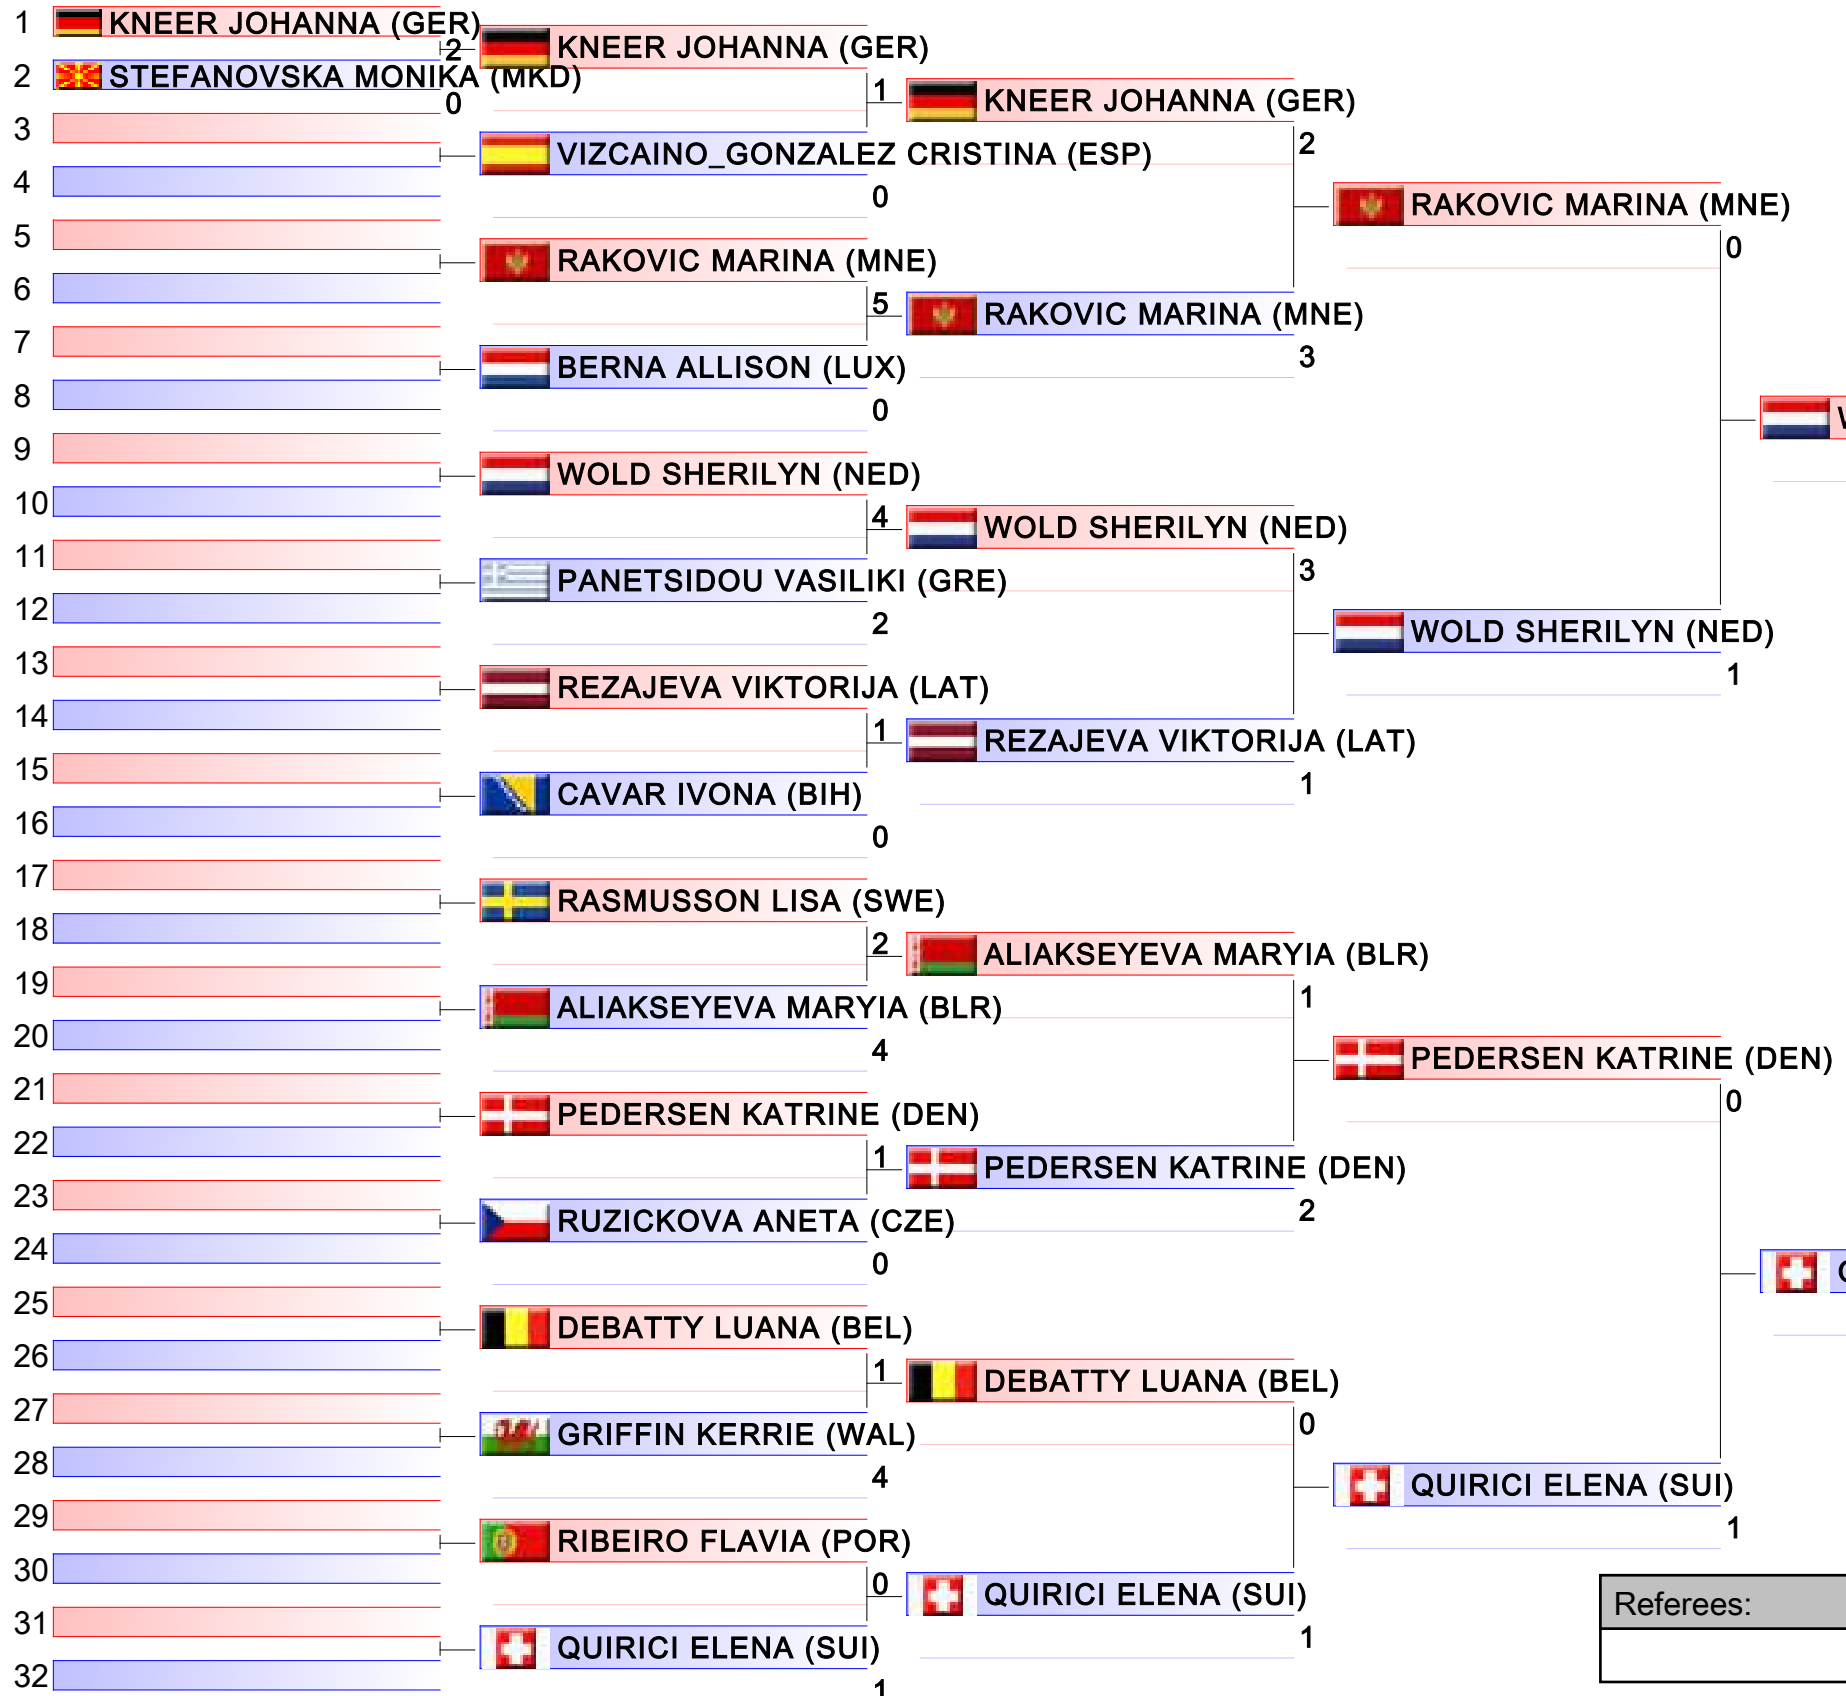 1 KNEER JOHANNA (GER)
2
2 STEFANOVSKA MONIKA (MKD)
0
3
4
5
6
7
8
9
10
11
12
13
14
15
16
17
18
19
20
21
22
23
24
25
26
27
28
29
30
31
32
KNEER JOHANNA (GER)
1
VIZCAINO_GONZALEZ CRISTINA (ESP)
0
RAKOVIC MARINA (MNE)
5
BERNA ALLISON (LUX)
0
WOLD SHERILYN (NED)
4
PANETSIDOU VASILIKI (GRE)
2
REZAJEVA VIKTORIJA (LAT)
1
CAVAR IVONA (BIH)
0
RASMUSSON LISA (SWE)
2
ALIAKSEYEVA MARYIA (BLR)
4
PEDERSEN KATRINE (DEN)
1
RUZICKOVA ANETA (CZE)
0
DEBATTY LUANA (BEL)
1
GRIFFIN KERRIE (WAL)
4
RIBEIRO FLAVIA (POR)
0
QUIRICI ELENA (SUI)
1
KNEER JOHANNA (GER)
2
RAKOVIC MARINA (MNE)
3
WOLD SHERILYN (NED)
3
REZAJEVA VIKTORIJA (LAT)
1
ALIAKSEYEVA MARYIA (BLR)
1
PEDERSEN KATRINE (DEN)
2
DEBATTY LUANA (BEL)
0
QUIRICI ELENA (SUI)
1
RAKOVIC MARINA (MNE)
0
WOLD SHERILYN (NED)
1
PEDERSEN KATRINE (DEN)
0
QUIRICI ELENA (SUI)
1
Referees: